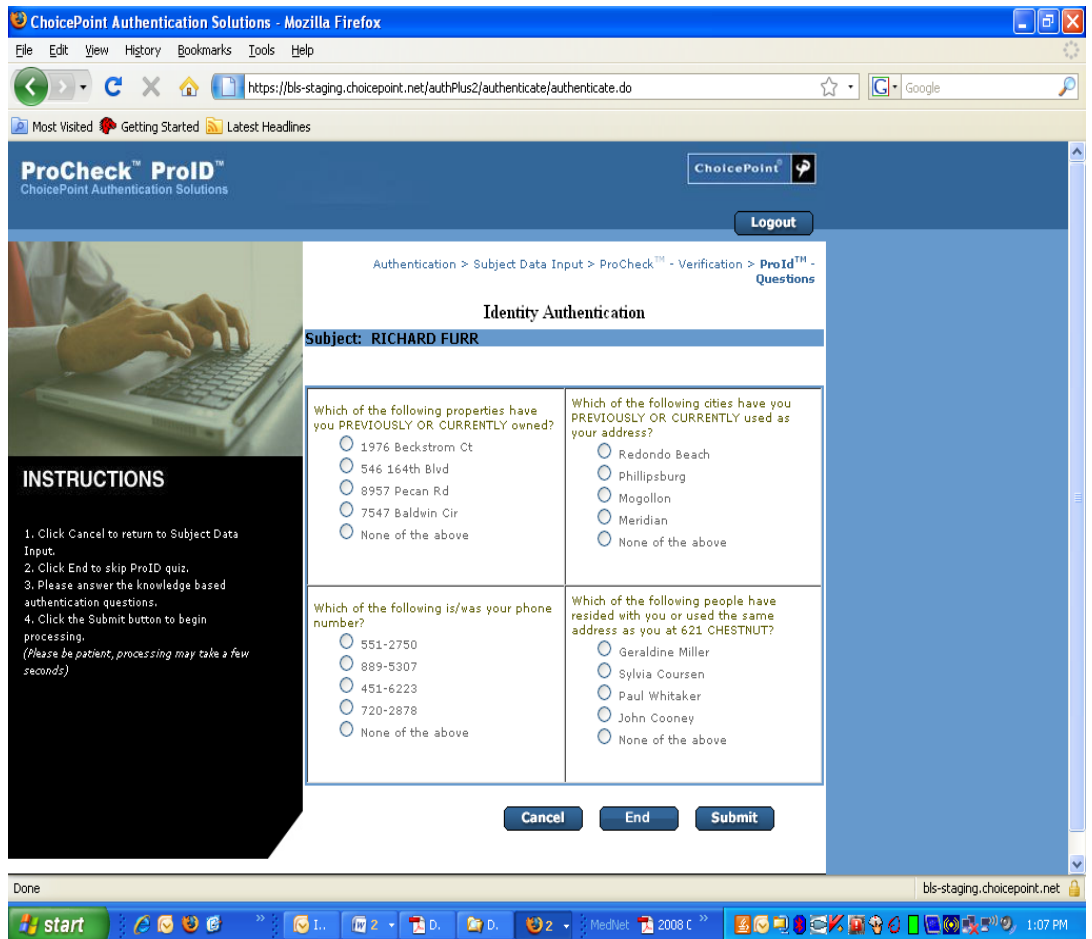 ChoicePoint Authentication Solutions - Mozilla Firefox
File Edit View History Bookmarks Tools Help
https://bls-staging.choicepoint.net/authPlus2/authenticate/authenticate.do
G Google
Most Visited Getting Started Latest Headlines
ProCheck™ ProID™
ChoicePoint Authentication Solutions
ChoicePoint®
Logout
Authentication > Subject Data Input > ProCheck™ - Verification > ProId™ -
Questions
Identity Authentication
Subject: RICHARD FURR
Which of the following properties have
you PREVIOUSLY OR CURRENTLY owned?
1976 Beckstrom Ct
546 164th Blvd
8957 Pecan Rd
7547 Baldwin Cir
None of the above
Which of the following cities have you
PREVIOUSLY OR CURRENTLY used as
your address?
Redondo Beach
Phillipsburg
Mogollon
Meridian
None of the above
Which of the following is/was your phone
number?
551-2750
889-5307
451-6223
720-2878
None of the above
Which of the following people have
resided with you or used the same
address as you at 621 CHESTNUT?
Geraldine Miller
Sylvia Coursen
Paul Whitaker
John Cooney
None of the above
INSTRUCTIONS
1. Click Cancel to return to Subject Data
Input.
2. Click End to skip ProID quiz.
3. Please answer the knowledge based
authentication questions.
4. Click the Submit button to begin
processing.
(Please be patient, processing may take a few
seconds)
Cancel End Submit
Done
bls-staging.choicepoint.net
start » I.. 2 D. D. 2 MedNet 2008 C » 1:07 PM